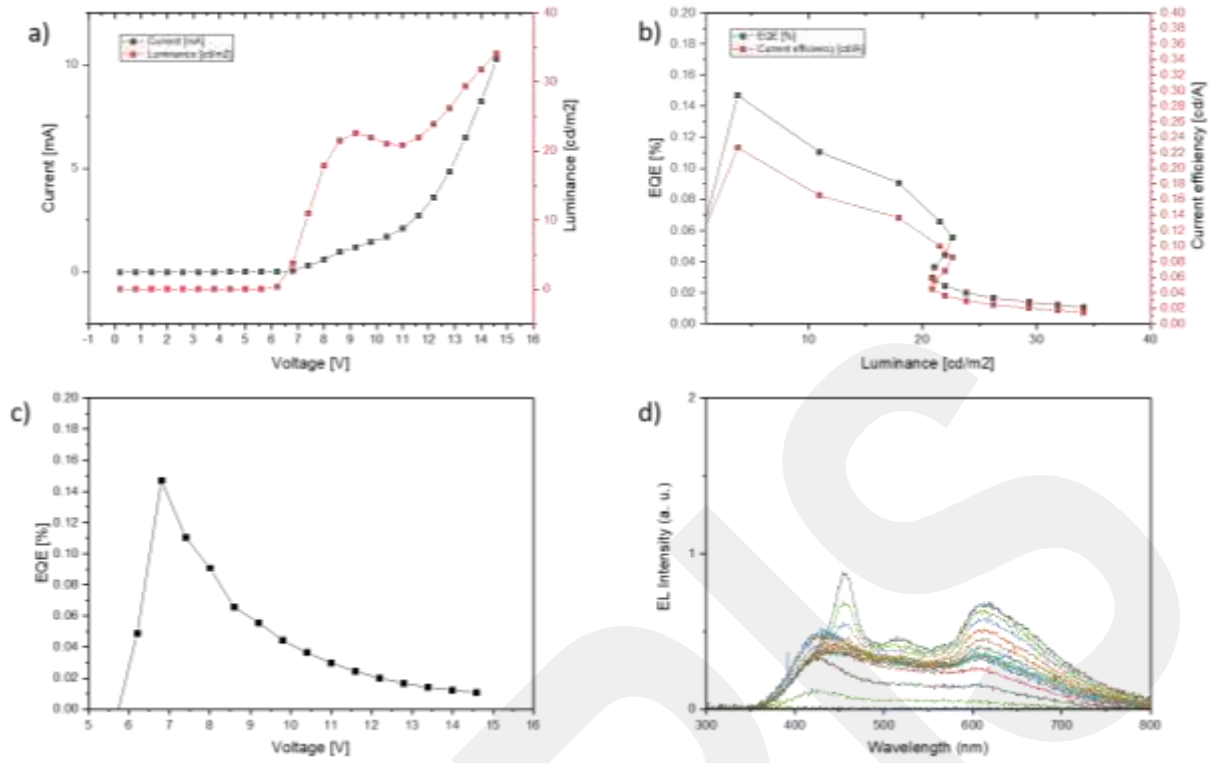 a)
Current [mA]
Luminance [cd/m2]
10
5
0
40
30
20
10
0
Current [mA]
Luminance [cd/m2]
-1 0 1 2 3 4 5 6 7 8 9 10 11 12 13 14 15 16
Voltage [V]
b)
EQE [%]
Current efficiency [cd/A]
0.20
0.18
0.16
0.14
0.12
0.10
0.08
0.06
0.04
0.02
0.00
0.40
0.38
0.36
0.34
0.32
0.30
0.28
0.26
0.24
0.22
0.20
0.18
0.16
0.14
0.12
0.10
0.08
0.06
0.04
0.02
0.00
EQE [%]
Current efficiency [cd/A]
10 20 30 40
Luminance [cd/m2]
c)
0.20
0.18
0.16
0.14
0.12
0.10
0.08
0.06
0.04
0.02
0.00
EQE [%]
5 6 7 8 9 10 11 12 13 14 15 16
Voltage [V]
d)
2
1
0
EL Intensity (a. u.)
300 400 500 600 700 800
Wavelength (nm)